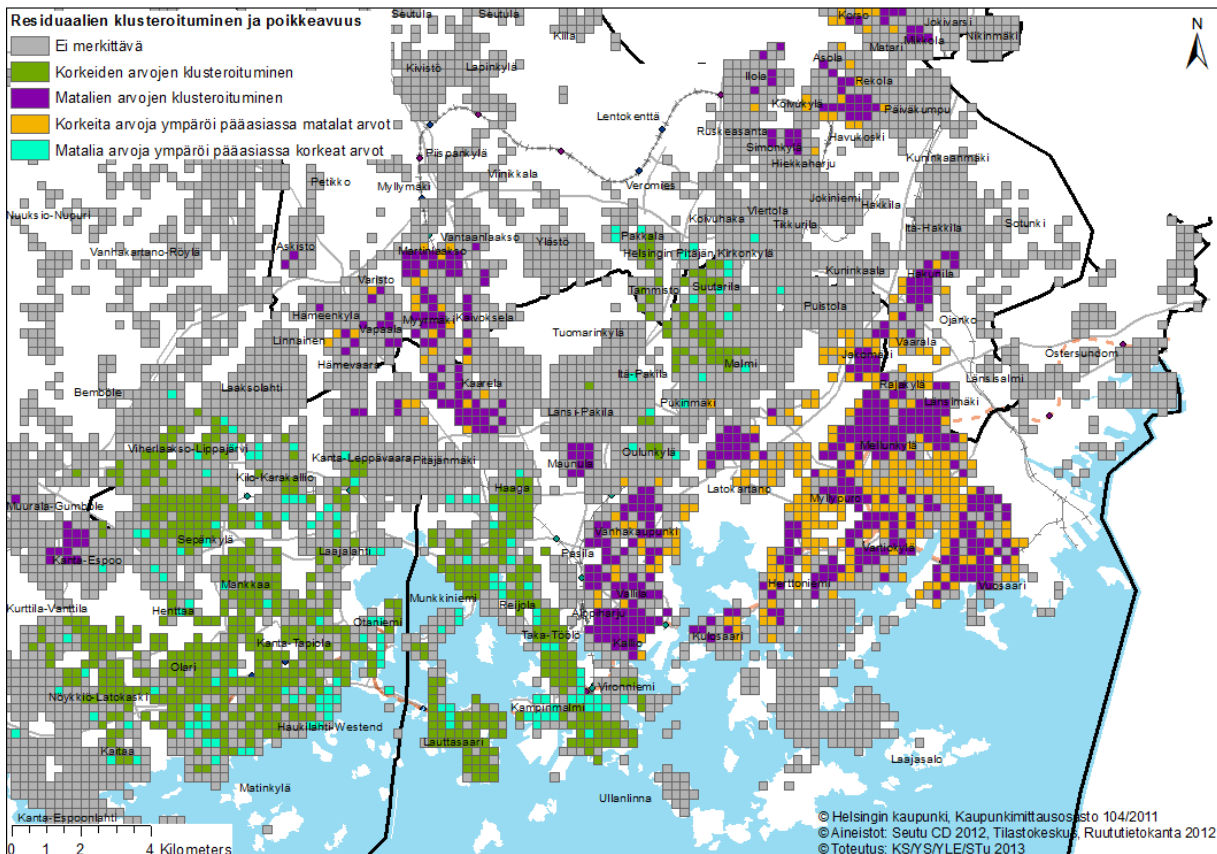 Residuaalien klusteroituminen ja poikkeavuus
Ei merkittävä
Korkeiden arvojen klusteroituminen
Matalien arvojen klusteroituminen
Korkeita arvoja ympäröi pääasiassa matalat arvot
Matalia arvoja ympäröi pääasiassa korkeat arvot
N
Seutula
Seutula
Killa
Korso
Jokivarsi
Mikkola
Nikinmäki
Matari
Kivistö
Lapinkylä
Asola
Ilola
Rekola
Koivukylä
Päiväkumpu
Lentokenttä
Ruskeasanta
Havukoski
Simonkylä
Hiekkaharju
Piispankylä
Viinikkala
Kuninkaanmäki
Petikko
Myllymäki
Veromies
Nuuksio-Nupuri
Koivuhaka
Viertola
Jokiniemi
Hakkila
Tikkurila
Itä-Hakkila
Sotunki
Vanhakartano-Röylä
Askisto
Vantaanlaakso
Martinlaakso
Ylästö
Pakkala
Helsingin Pitäjän Kirkonkylä
Varisto
Kuninkaala
Hakunila
Tammisto
Suutarila
Puistola
Hämeenkylä
Vapaala
Myyrmäki
Kaivoksela
Ojanko
Linnainen
Tuomarinkylä
Vaarala
Hämevaara
Jakomäki
Östersundom
Malmi
Laaksolahti
Kaarela
Itä-Pakila
Rajakylä
Länsisalmi
Bemböle
Länsi-Pakila
Pukinmäki
Länsimäki
Viherlaakso-Lippajärvi
Kanta-Leppävaara
Pitäjänmäki
Maunula
Oulunkylä
Mellunkylä
Kilo-Karakallio
Haaga
Latokartano
Myllypuro
Muurala-Gumböle
Sepänkylä
Vanhakaupunki
Kanta-Espoo
Laajalahti
Pasila
Vartiokylä
Mankkaa
Herttoniemi
Vuosaari
Kurttila-Vanttila
Henttaa
Munkkiniemi
Reijola
Vallila
Alppiharju
Otaniemi
Kanta-Tapiola
Taka-Töölö
Kallio
Kulosaari
Olari
Nöykkiö-Latokaski
Vironniemi
Kampinmalmi
Haukilahti-Westend
Lauttasaari
Kaitaa
Laajasalo
Matinkylä
Ullanlinna
Kanta-Espoonlahti
0 1 2 4 Kilometers
© Helsingin kaupunki, Kaupunkimittausosasto 104/2011
© Aineistot: Seutu CD 2012, Tilastokeskus, Ruututietokanta 2012
© Toteutus: KS/YS/YLE/STu 2013